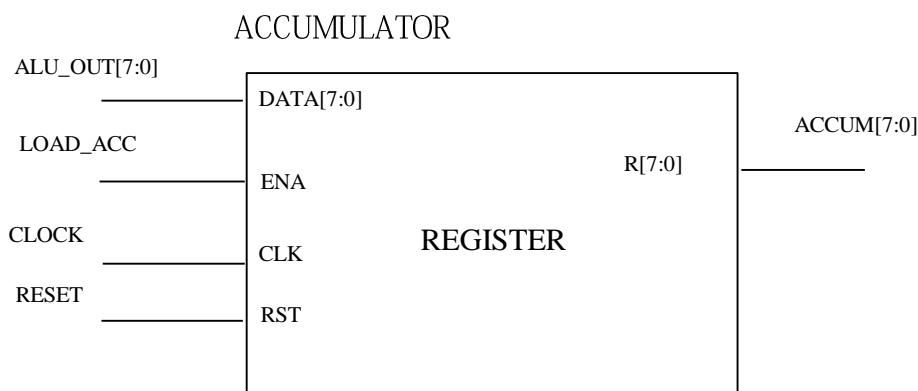 ACCUMULATOR
ALU_OUT[7:0]
DATA[7:0]
ACCUM[7:0]
LOAD_ACC
R[7:0]
ENA
CLOCK
REGISTER
CLK
RESET
RST